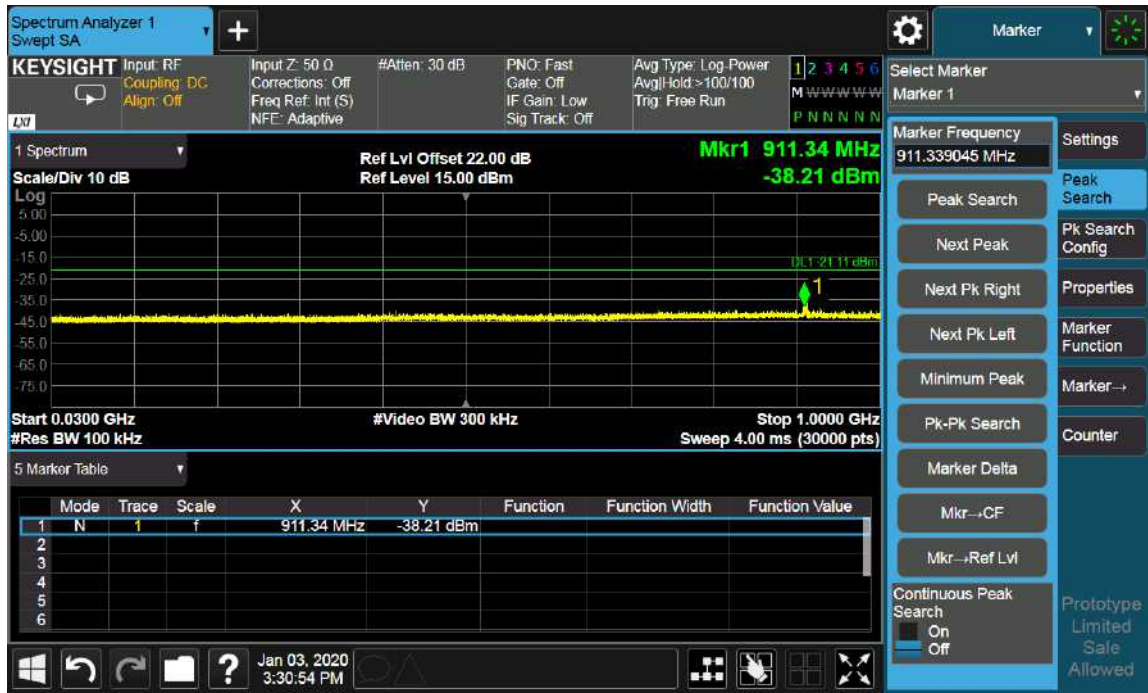 Spectrum Analyzer 1
Swept SA
+
Marker
KEYSIGHT
Input: RF
Coupling: DC
Align: Off
Input Z: 50 Ω
Corrections: Off
Freq Ref: Int (S)
NFE: Adaptive
#Atten: 30 dB
PNO: Fast
Gate: Off
IF Gain: Low
Sig Track: Off
Avg Type: Log-Power
Avg|Hold:>100/100
Trig: Free Run
1 2 3 4 5 6
M W W W W W
P N N N N N
LXI
Select Marker
Marker 1
1 Spectrum
Scale/Div 10 dB
Ref Lvl Offset 22.00 dB
Ref Level 15.00 dBm
Mkr1 911.34 MHz
-38.21 dBm
Log
5.00
-5.00
-15.0
-25.0
-35.0
-45.0
-55.0
-65.0
-75.0
DL1 -21.11 dBm
1
Start 0.0300 GHz
#Res BW 100 kHz
#Video BW 300 kHz
Stop 1.0000 GHz
Sweep 4.00 ms (30000 pts)
5 Marker Table
Mode Trace Scale X Y Function Function Width Function Value
1 N 1 f 911.34 MHz -38.21 dBm
2
3
4
5
6
Marker Frequency
911.339045 MHz
Peak Search
Next Peak
Next Pk Right
Next Pk Left
Minimum Peak
Pk-Pk Search
Marker Delta
Mkr→CF
Mkr→Ref Lvl
Continuous Peak
Search
On
Off
Settings
Peak
Search
Pk Search
Config
Properties
Marker
Function
Marker→
Counter
Prototype
Limited
Sale
Allowed
?
Jan 03, 2020
3:30:54 PM